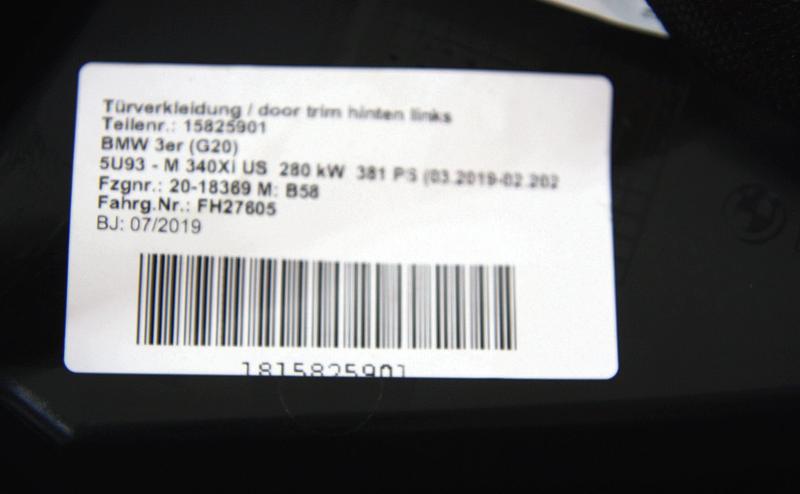 Türverkleidung / door trim hinten links
Teilenr.: 15825901
BMW 3er (G20)
5U93 - M 340Xi US 280 kW 381 PS (03.2019-02.202
Fzgnr.: 20-18369 M: B58
Fahrg.Nr.: FH27605
BJ: 07/2019
1815825901